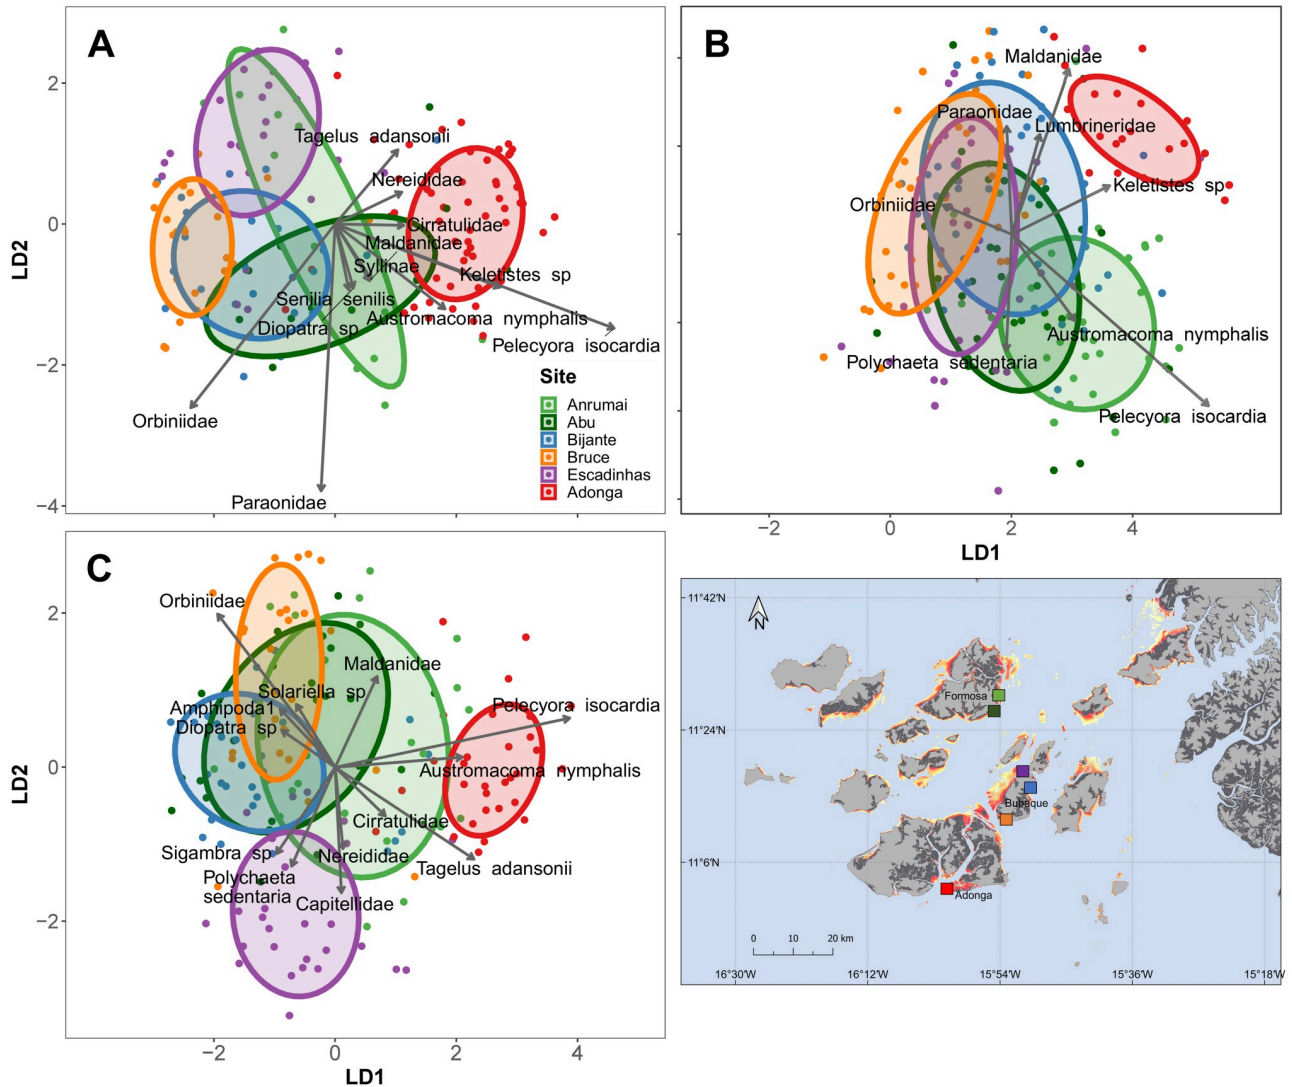 A
2
0
−2
−4
LD2
Tagelus adansonii
Nereididae
Cirratulidae
Maldanidae
Syllinae
Keletistes sp
Senilia senilis
Austromacoma nymphalis
Diopatra sp
Pelecyora isocardia
Orbiniidae
Paraonidae
Site
Anrumai
Abu
Bijante
Bruce
Escadinhas
Adonga
B
Maldanidae
Paraonidae
Lumbrineridae
Keletistes sp
Orbiniidae
Austromacoma nymphalis
Polychaeta sedentaria
Pelecyora isocardia
−2
0
2
4
LD1
C
2
0
−2
LD2
Orbiniidae
Maldanidae
Solariella sp
Pelecyora isocardia
Amphipoda1
Diopatra sp
Austromacoma nymphalis
Cirratulidae
Sigambra sp
Nereididae
Tagelus adansonii
Polychaeta
sedentaria
Capitellidae
−2
0
2
4
LD1
11°42'N
11°24'N
11°6'N
N
Formosa
Bubaque
Adonga
0 10 20 km
16°30'W
16°12'W
15°54'W
15°36'W
15°18'W